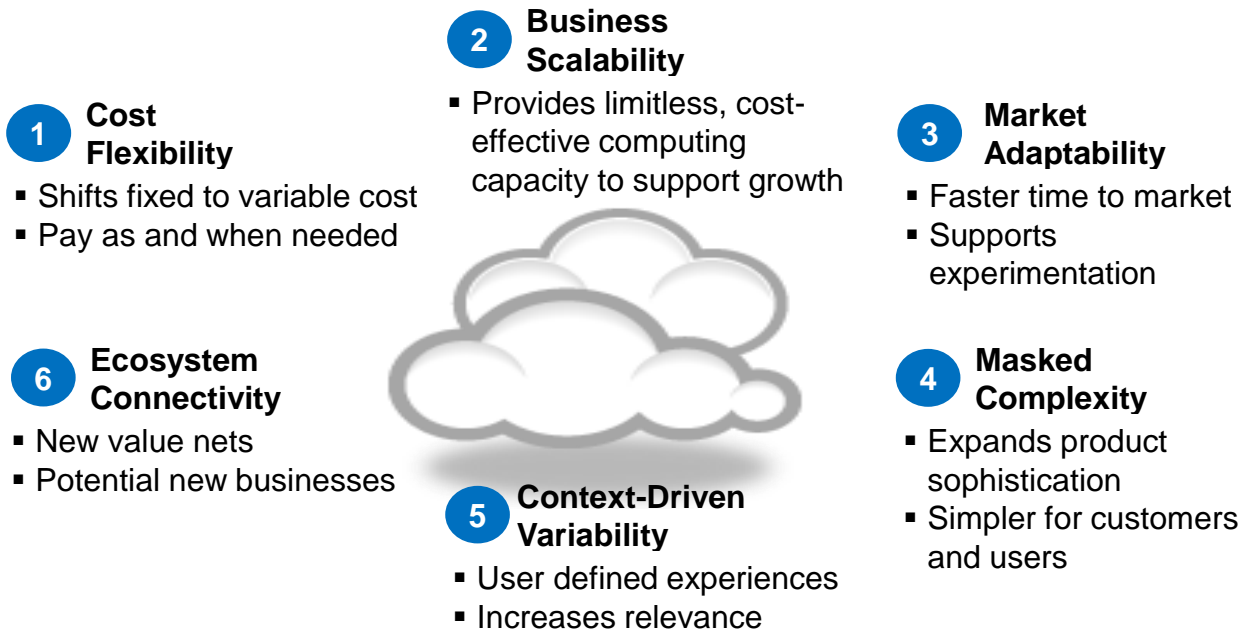 1
Cost
Flexibility
▪ Shifts fixed to variable cost
▪ Pay as and when needed
2
Business
Scalability
▪ Provides limitless, cost-
effective computing
capacity to support growth
3
Market
Adaptability
▪ Faster time to market
▪ Supports
experimentation
4
Masked
Complexity
▪ Expands product
sophistication
▪ Simpler for customers
and users
5
Context-Driven
Variability
▪ User defined experiences
▪ Increases relevance
6
Ecosystem
Connectivity
▪ New value nets
▪ Potential new businesses